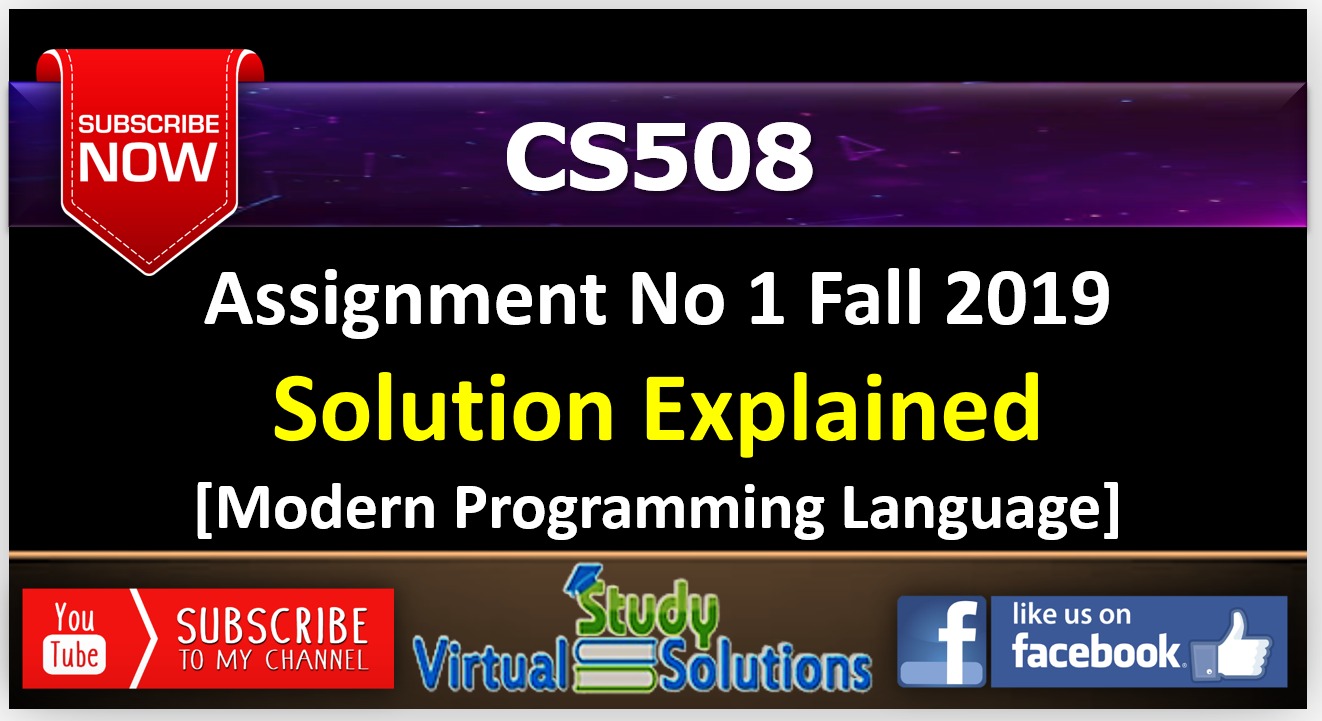 SUBSCRIBE
NOW
CS508
Assignment No 1 Fall 2019
Solution Explained
[Modern Programming Language]
You
Tube
SUBSCRIBE
TO MY CHANNEL
Study
Virtual Solutions
f
like us on
facebook